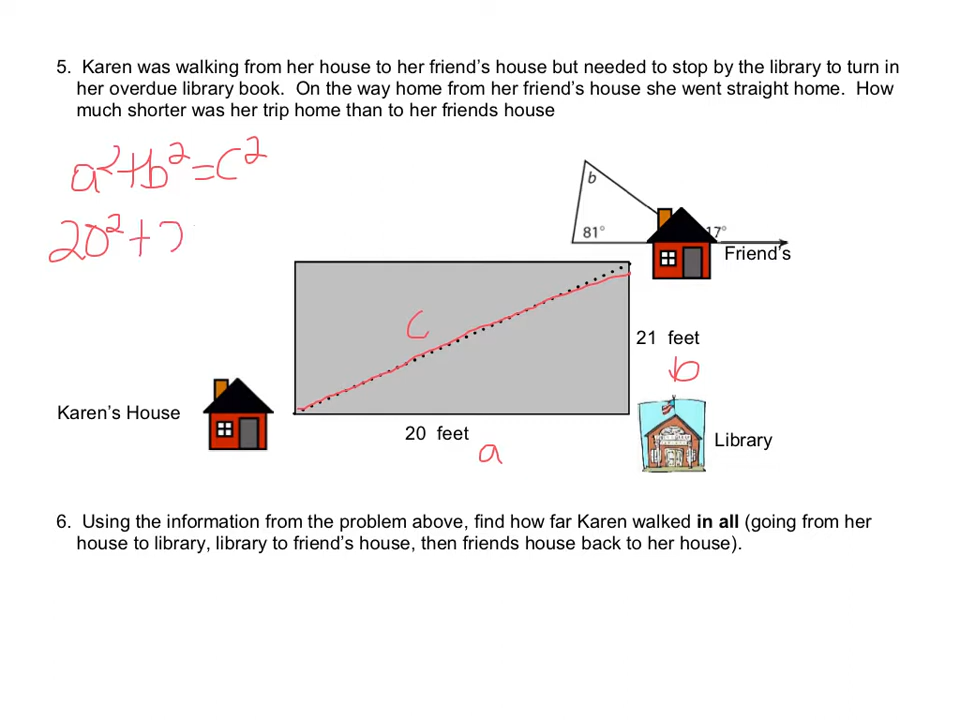 5. Karen was walking from her house to her friend's house but needed to stop by the library to turn in
her overdue library book. On the way home from her friend's house she went straight home. How
much shorter was her trip home than to her friends house
a²+b²=c²
20²+
b
81°
17°
Friend's
c
21 feet
b
Karen's House
20 feet
a
Library
6. Using the information from the problem above, find how far Karen walked in all (going from her
house to library, library to friend's house, then friends house back to her house).